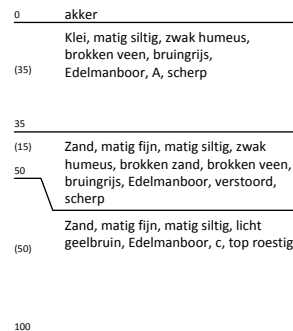 0 akker
Klei, matig siltig, zwak humeus,
brokken veen, bruingrijs,
(35) Edelmanboor, A, scherp
35
(15) Zand, matig fijn, matig siltig, zwak
humeus, brokken zand, brokken veen,
50 bruingrijs, Edelmanboor, verstoord,
scherp
Zand, matig fijn, matig siltig, licht
(50) geelbruin, Edelmanboor, c, top roestig
100